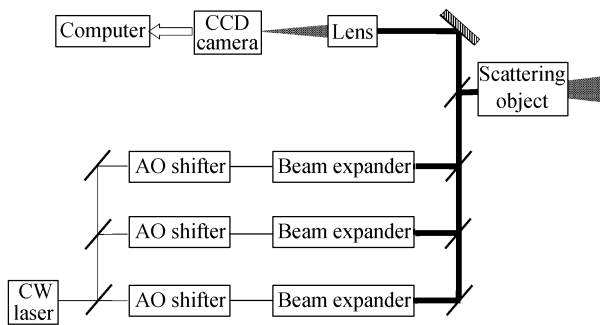 Computer
CCD
camera
Lens
Scattering
object
AO shifter
Beam expander
AO shifter
Beam expander
CW
laser
AO shifter
Beam expander